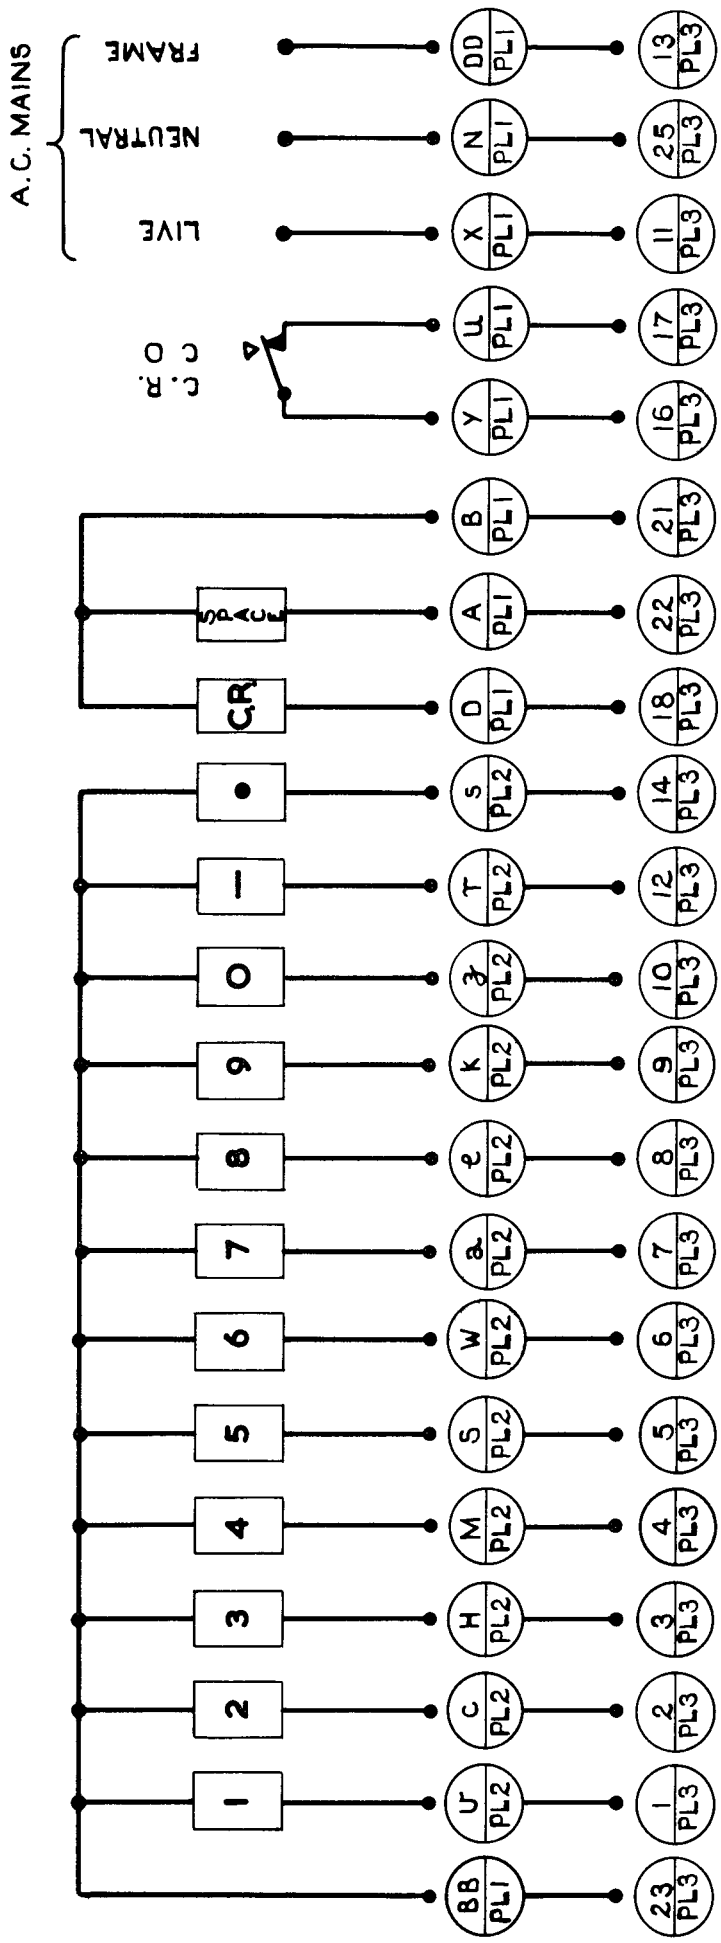 A.C. MAINS
C.R.
C O
LIVE
NEUTRAL
FRAME
1 2 3 4 5 6 7 8 9 0 – • C.R. SPACE
BB U C H M S W a e K z r s D A B Y u X N DD
PL1 PL2 PL2 PL2 PL2 PL2 PL2 PL2 PL2 PL2 PL2 PL2 PL2 PL1 PL1 PL1 PL1 PL1 PL1 PL1 PL1
23 1 2 3 4 5 6 7 8 9 10 12 14 18 22 21 16 17 11 25 13
PL3 PL3 PL3 PL3 PL3 PL3 PL3 PL3 PL3 PL3 PL3 PL3 PL3 PL3 PL3 PL3 PL3 PL3 PL3 PL3 PL3